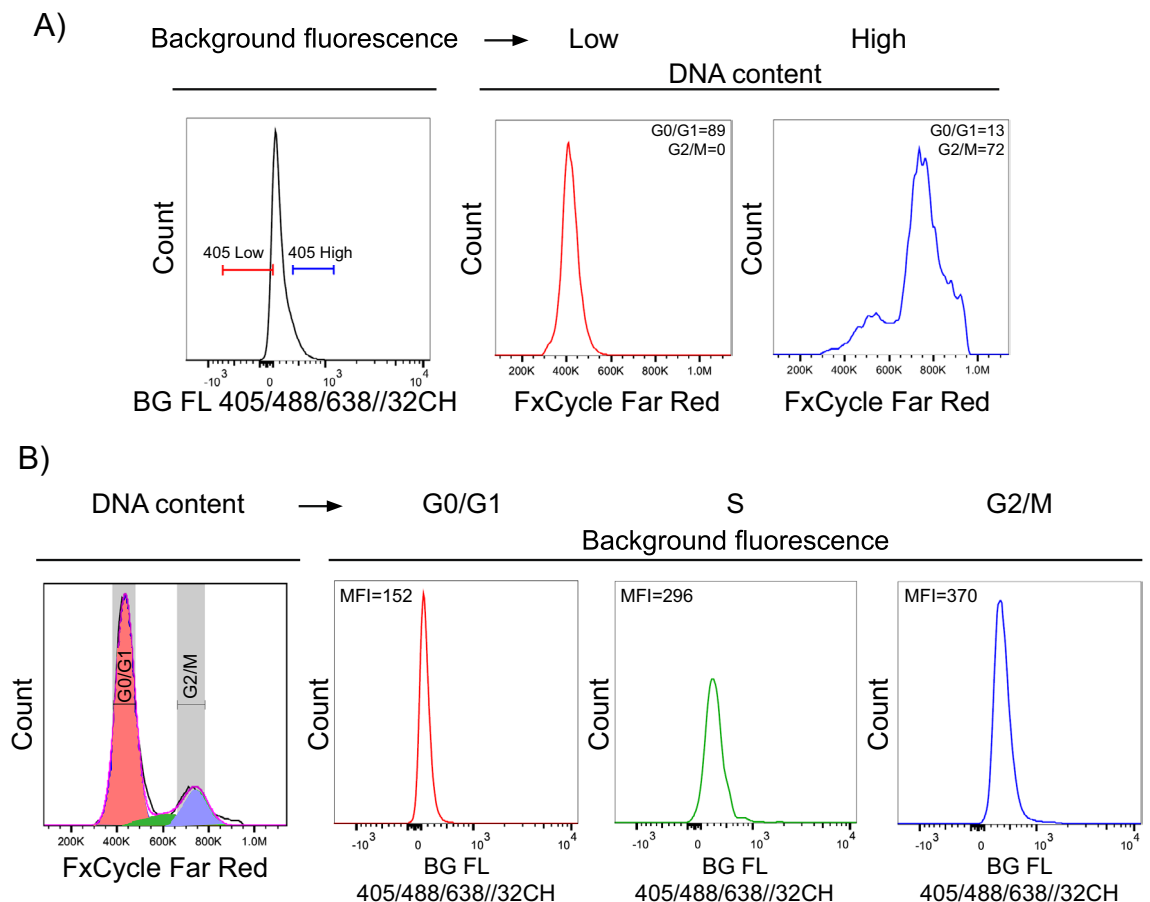 A)
Background fluorescence → Low High
DNA content
G0/G1=89
G2/M=0
G0/G1=13
G2/M=72
405 Low 405 High
Count
Count
Count
-10³ 0 10³ 10⁴
200K 400K 600K 800K 1.0M
200K 400K 600K 800K 1.0M
BG FL 405/488/638//32CH
FxCycle Far Red
FxCycle Far Red
B)
DNA content → G0/G1 S G2/M
Background fluorescence
G0/G1
G2/M
MFI=152
MFI=296
MFI=370
Count
Count
Count
Count
200K 400K 600K 800K 1.0M
-10³ 0 10³ 10⁴
-10³ 0 10³ 10⁴
-10³ 0 10³ 10⁴
FxCycle Far Red
BG FL
405/488/638//32CH
BG FL
405/488/638//32CH
BG FL
405/488/638//32CH